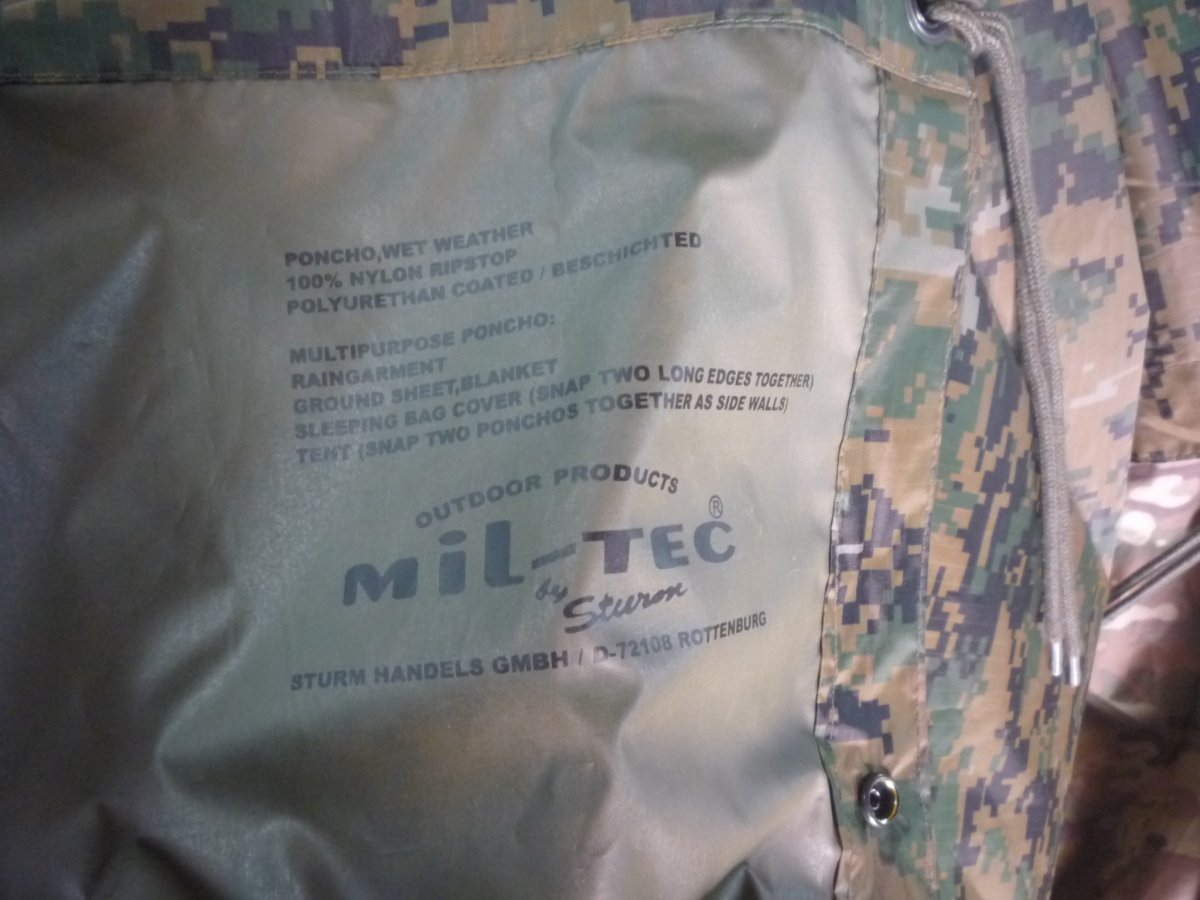 PONCHO,WET WEATHER
100% NYLON RIPSTOP
POLYURETHAN COATED / BESCHICHTED
MULTIPURPOSE PONCHO:
RAINGARMENT
GROUND SHEET,BLANKET
SLEEPING BAG COVER (SNAP TWO LONG EDGES TOGETHER)
TENT (SNAP TWO PONCHOS TOGETHER AS SIDE WALLS)
OUTDOOR PRODUCTS
MiL-TEC®
by Sturm
STURM HANDELS GMBH / D-72108 ROTTENBURG